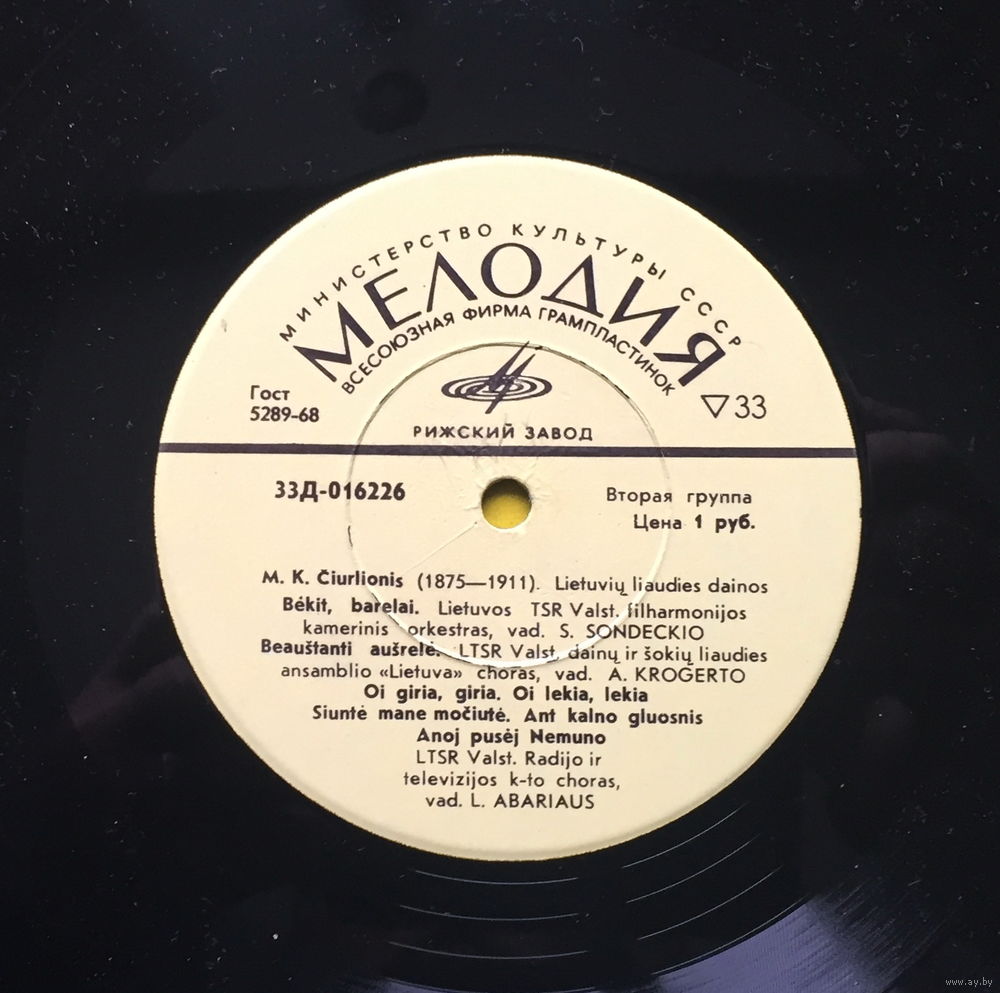 МИНИСТЕРСТВО КУЛЬТУРЫ СССР
МЕЛОДИЯ
ВСЕСОЮЗНАЯ ФИРМА ГРАМПЛАСТИНОК
Гост
5289-68
▽33
РИЖСКИЙ ЗАВОД
33Д-016226
Вторая группа
Цена 1 руб.
M. K. Čiurlionis (1875—1911). Lietuvių liaudies dainos
Bėkit, barelai. Lietuvos TSR Valst. filharmonijos
kamerinis orkestras, vad. S. SONDECKIO
Beauštanti aušrelė. LTSR Valst. dainų ir šokių liaudies
ansamblio «Lietuva» choras, vad. A. KROGERTO
Oi giria, giria. Oi lekia, lekia
Siuntė mane močiutė. Ant kalno gluosnis
Anoj pusėj Nemuno
LTSR Valst. Radijo ir
televizijos k-to choras,
vad. L. ABARIAUS
www.ay.by